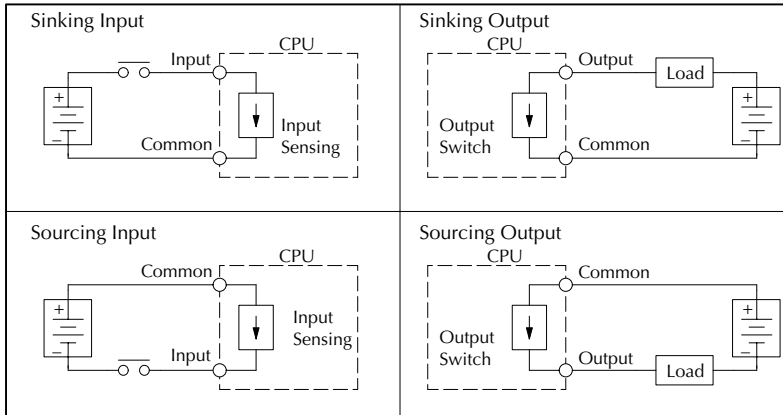 Sinking Input
CPU
Input
+
−
Input
Sensing
Common
Sinking Output
CPU
Output
Load
+
−
Output
Switch
Common
Sourcing Input
CPU
Common
+
−
Input
Sensing
Input
Sourcing Output
CPU
Common
+
−
Output
Switch
Output
Load